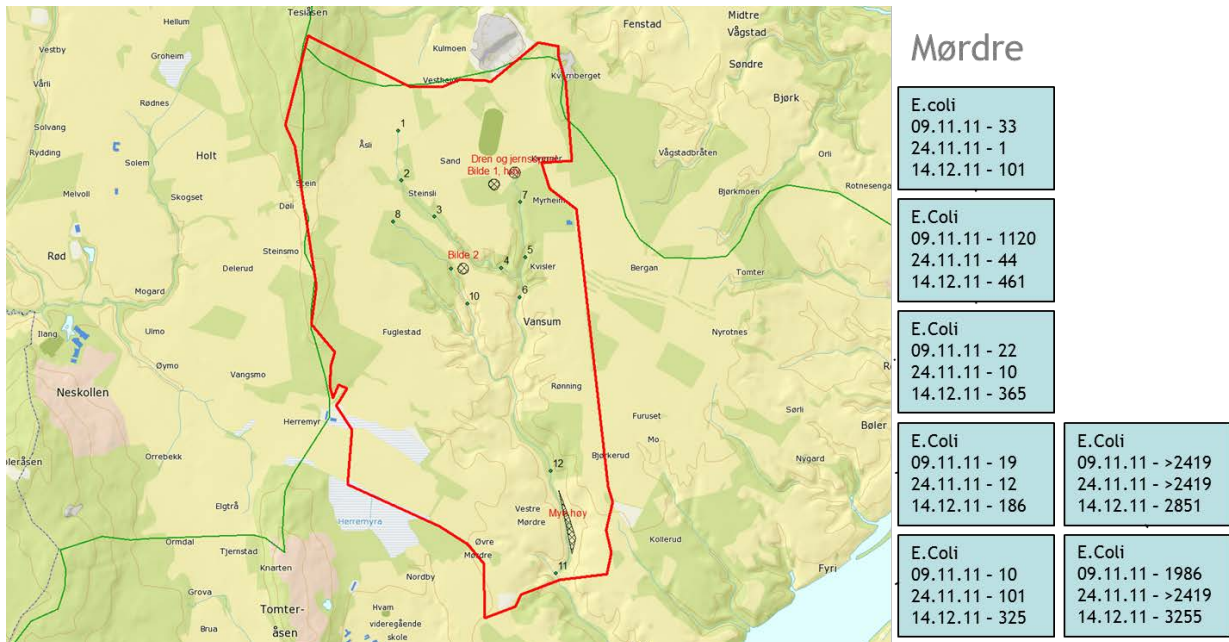 Tesiåsen
Hellum
Fenstad
Midtre
Vågstad
Vestby
Groheim
Kulmoen
Søndre
Vårli
Vestheim
Kvernberget
Bjørk
Rødnes
Solvang
1
Rydding
Solem
Holt
Åsli
Sand
Dren og jernsig
Vågstadbråten
Orli
Bilde 1, høy
Melvoll
Skogset
Stein
2
Steinsli
Bjørkmoen
Rotnesenga
Døli
7
Myrheim
8
3
Steinsmo
Rød
Delerud
Bilde 2
5
4
Kvisler
Bergan
Tomter
Mogard
6
10
Vansum
Ilang
Ulmo
Fuglestad
Nyrotnes
Øymo
Vangsmo
Neskollen
Rønning
Sørli
Herremyr
Furuset
Mo
Bøler
Orrebekk
Bjørkerud
Nygard
øleråsen
12
Elgtrå
Herremyra
Vestre
Mørdre
Myr høy
Ormdal
Tjernstad
Øvre
Mørdre
Kollerud
Knarten
Nordby
11
Fyri
Grova
Tomter-
åsen
Hvam
videregående
skole
Brua
Mørdre
E.coli
09.11.11 - 33
24.11.11 - 1
14.12.11 - 101
E.Coli
09.11.11 - 1120
24.11.11 - 44
14.12.11 - 461
E.Coli
09.11.11 - 22
24.11.11 - 10
14.12.11 - 365
E.Coli
09.11.11 - 19
24.11.11 - 12
14.12.11 - 186
E.Coli
09.11.11 - >2419
24.11.11 - >2419
14.12.11 - 2851
E.Coli
09.11.11 - 10
24.11.11 - 101
14.12.11 - 325
E.Coli
09.11.11 - 1986
24.11.11 - >2419
14.12.11 - 3255